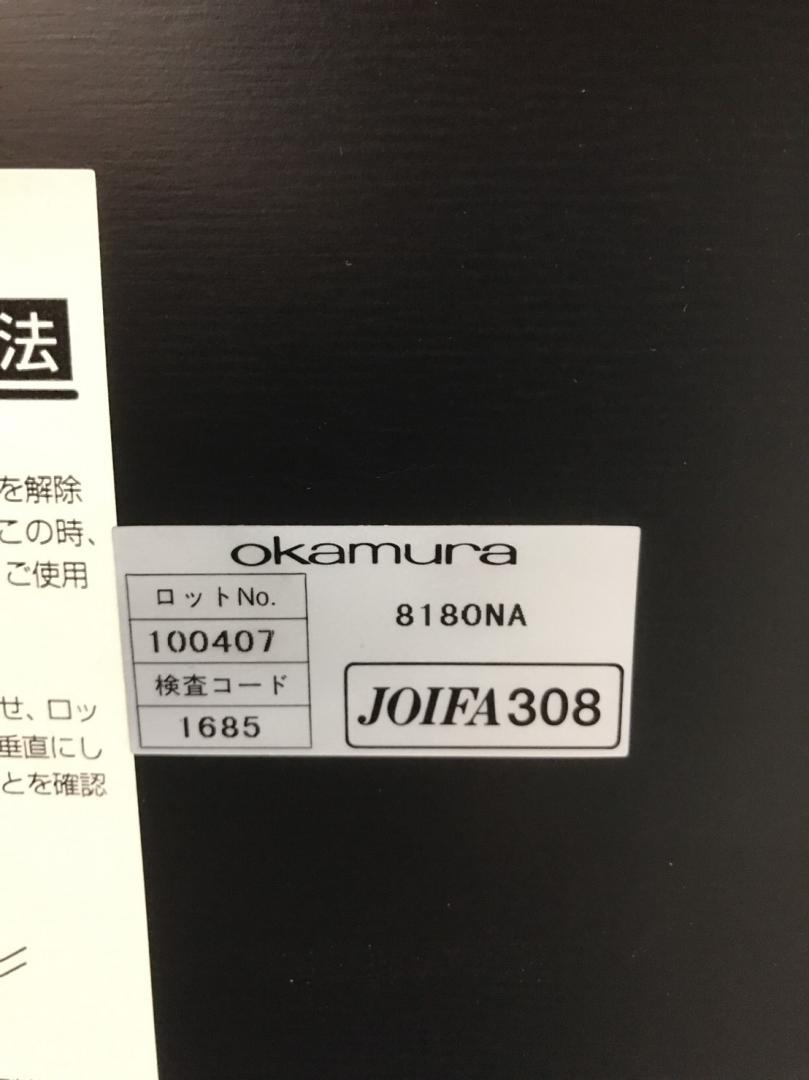 法
を解除
この時、
ご使用
せ、ロッ
垂直にし
とを確認
okamura
ロットNo.
100407
検査コード
1685
8180NA
JOIFA308